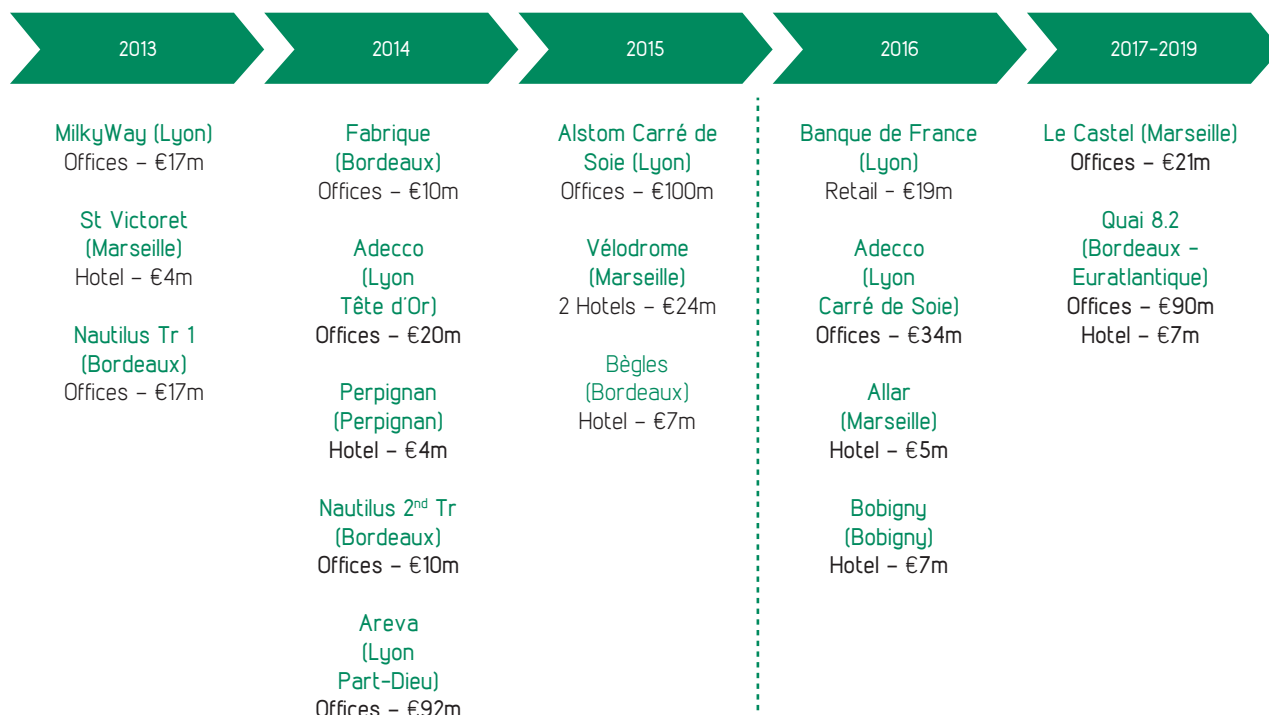 2013
2014
2015
2016
2017-2019
MilkyWay (Lyon)
Offices – €17m
St Victoret
(Marseille)
Hotel – €4m
Nautilus Tr 1
(Bordeaux)
Offices – €17m
Fabrique
(Bordeaux)
Offices – €10m
Adecco
(Lyon
Tête d'Or)
Offices – €20m
Perpignan
(Perpignan)
Hotel – €4m
Nautilus 2nd Tr
(Bordeaux)
Offices – €10m
Areva
(Lyon
Part-Dieu)
Offices – €92m
Alstom Carré de
Soie (Lyon)
Offices – €100m
Vélodrome
(Marseille)
2 Hotels – €24m
Bègles
(Bordeaux)
Hotel – €7m
Banque de France
(Lyon)
Retail - €19m
Adecco
(Lyon
Carré de Soie)
Offices – €34m
Allar
(Marseille)
Hotel – €5m
Bobigny
(Bobigny)
Hotel – €7m
Le Castel (Marseille)
Offices – €21m
Quai 8.2
(Bordeaux -
Euratlantique)
Offices – €90m
Hotel – €7m